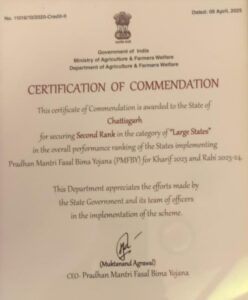 No. 11019/10/2020-Credit-II
Dated: 08 April, 2025
Government of India
Ministry of Agriculture & Farmers Welfare
Department of Agriculture & Farmers Welfare
CERTIFICATION OF COMMENDATION
This certificate of Commendation is awarded to the State of
Chattisgarh
for securing Second Rank in the category of "Large States"
in the overall performance ranking of the States implementing
Pradhan Mantri Fasal Bima Yojana (PMFBY) for Kharif 2023 and Rabi 2023-24.
This Department appreciates the efforts made by
the State Government and its team of officers
in the implementation of the scheme.
(Muktanand Agrawal)
CEO- Pradhan Mantri Fasal Bima Yojana